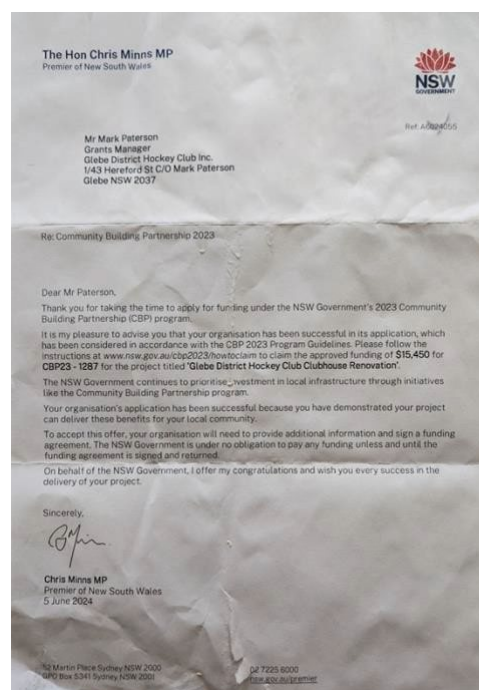 The Hon Chris Minns MP
Premier of New South Wales
NSW
GOVERNMENT
Ref: A6024055
Mr Mark Paterson
Grants Manager
Glebe District Hockey Club Inc.
1/43 Hereford St C/O Mark Paterson
Glebe NSW 2037
Re: Community Building Partnership 2023
Dear Mr Paterson,
Thank you for taking the time to apply for funding under the NSW Government's 2023 Community
Building Partnership (CBP) program.
It is my pleasure to advise you that your organisation has been successful in its application, which
has been considered in accordance with the CBP 2023 Program Guidelines. Please follow the
instructions at www.nsw.gov.au/cbp2023/howtoclaim to claim the approved funding of $15,450 for
CBP23 - 1287 for the project titled 'Glebe District Hockey Club Clubhouse Renovation'.
The NSW Government continues to prioritise investment in local infrastructure through initiatives
like the Community Building Partnership program.
Your organisation's application has been successful because you have demonstrated your project
can deliver these benefits for your local community.
To accept this offer, your organisation will need to provide additional information and sign a funding
agreement. The NSW Government is under no obligation to pay any funding unless and until the
funding agreement is signed and returned.
On behalf of the NSW Government, I offer my congratulations and wish you every success in the
delivery of your project.
Sincerely,
Chris Minns MP
Premier of New South Wales
5 June 2024
52 Martin Place Sydney NSW 2000
GPO Box 5341 Sydney NSW 2001
02 7225 6000
nsw.gov.au/premier